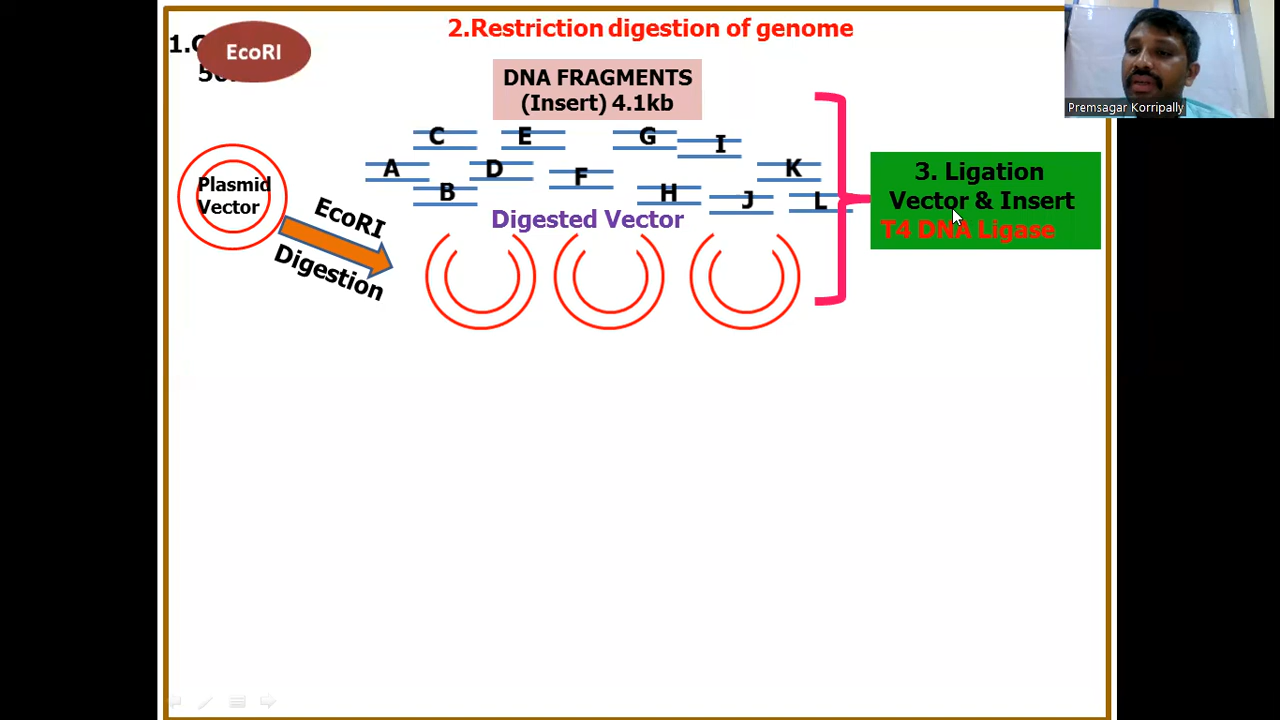 2.Restriction digestion of genome
1.
EcoRI
DNA FRAGMENTS
(Insert) 4.1kb
C E G I
A D F K
B H J L
Plasmid
Vector
EcoRI
Digestion
Digested Vector
3. Ligation
Vector & Insert
T4 DNA Ligase
Premsagar Korripally